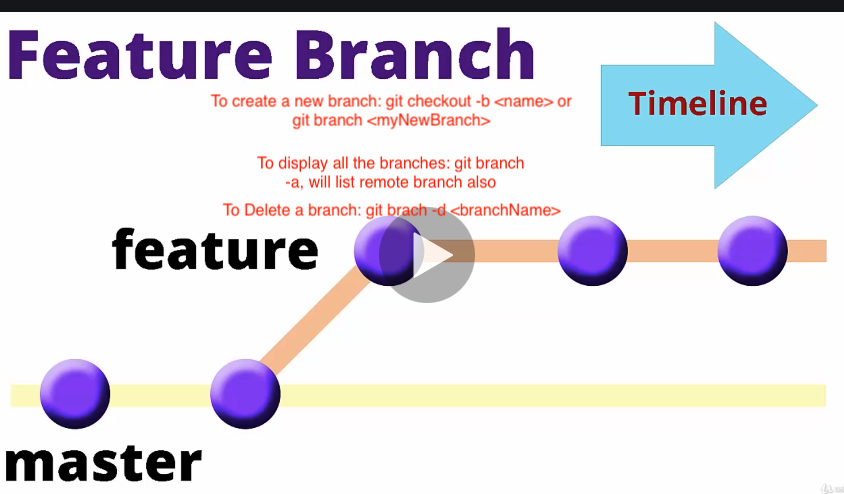 Feature Branch
To create a new branch: git checkout -b <name> or
git branch <myNewBranch>
Timeline
To display all the branches: git branch
-a, will list remote branch also
To Delete a branch: git brach -d <branchName>
feature
master